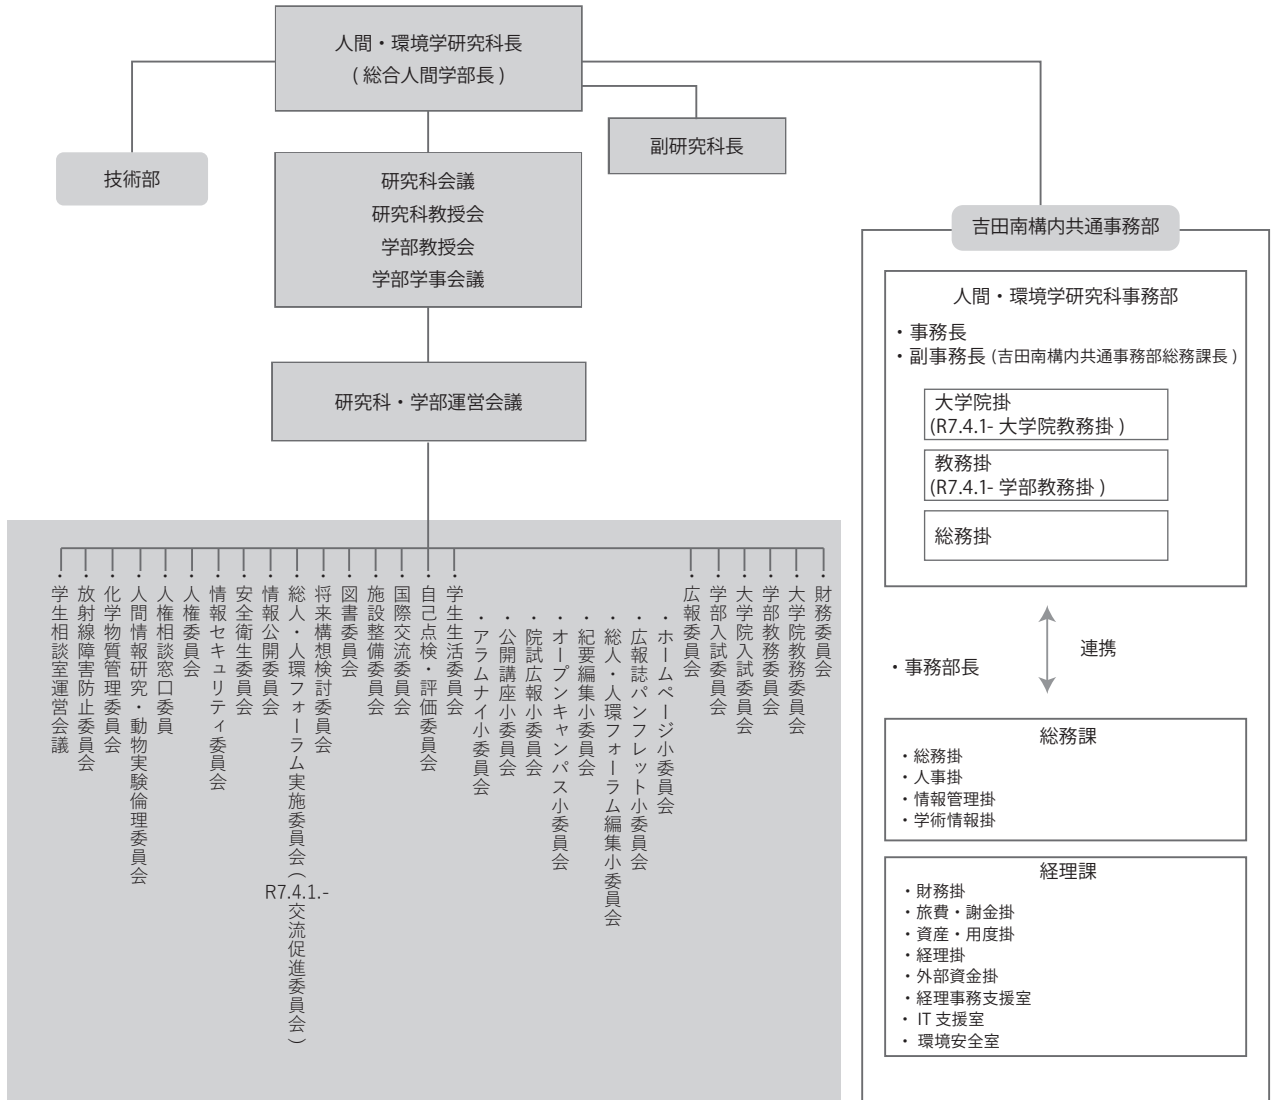 人間・環境学研究科長
( 総合人間学部長 )
副研究科長
技術部
研究科会議
研究科教授会
学部教授会
学部学事会議
研究科・学部運営会議
・財務委員会
・大学院教務委員会
・学部教務委員会
・大学院入試委員会
・学部入試委員会
・広報委員会
・ホームページ小委員会
・広報誌パンフレット小委員会
・総人・人環フォーラム編集小委員会
・紀要編集小委員会
・オープンキャンパス小委員会
・院試広報小委員会
・公開講座小委員会
・アラムナイ小委員会
・学生生活委員会
・自己点検・評価委員会
・国際交流委員会
・施設整備委員会
・図書委員会
・将来構想検討委員会
・総人・人環フォーラム実施委員会(R7.4.1.-交流促進委員会)
・情報公開委員会
・安全衛生委員会
・情報セキュリティ委員会
・人権委員会
・人権相談窓口委員
・人間情報研究・動物実験倫理委員会
・化学物質管理委員会
・放射線障害防止委員会
・学生相談室運営会議
吉田南構内共通事務部
人間・環境学研究科事務部
・事務長
・副事務長 (吉田南構内共通事務部総務課長)
大学院掛
(R7.4.1- 大学院教務掛 )
教務掛
(R7.4.1- 学部教務掛 )
総務掛
連携
・事務部長
総務課
・総務掛
・人事掛
・情報管理掛
・学術情報掛
経理課
・財務掛
・旅費・謝金掛
・資産・用度掛
・経理掛
・外部資金掛
・経理事務支援室
・IT 支援室
・環境安全室